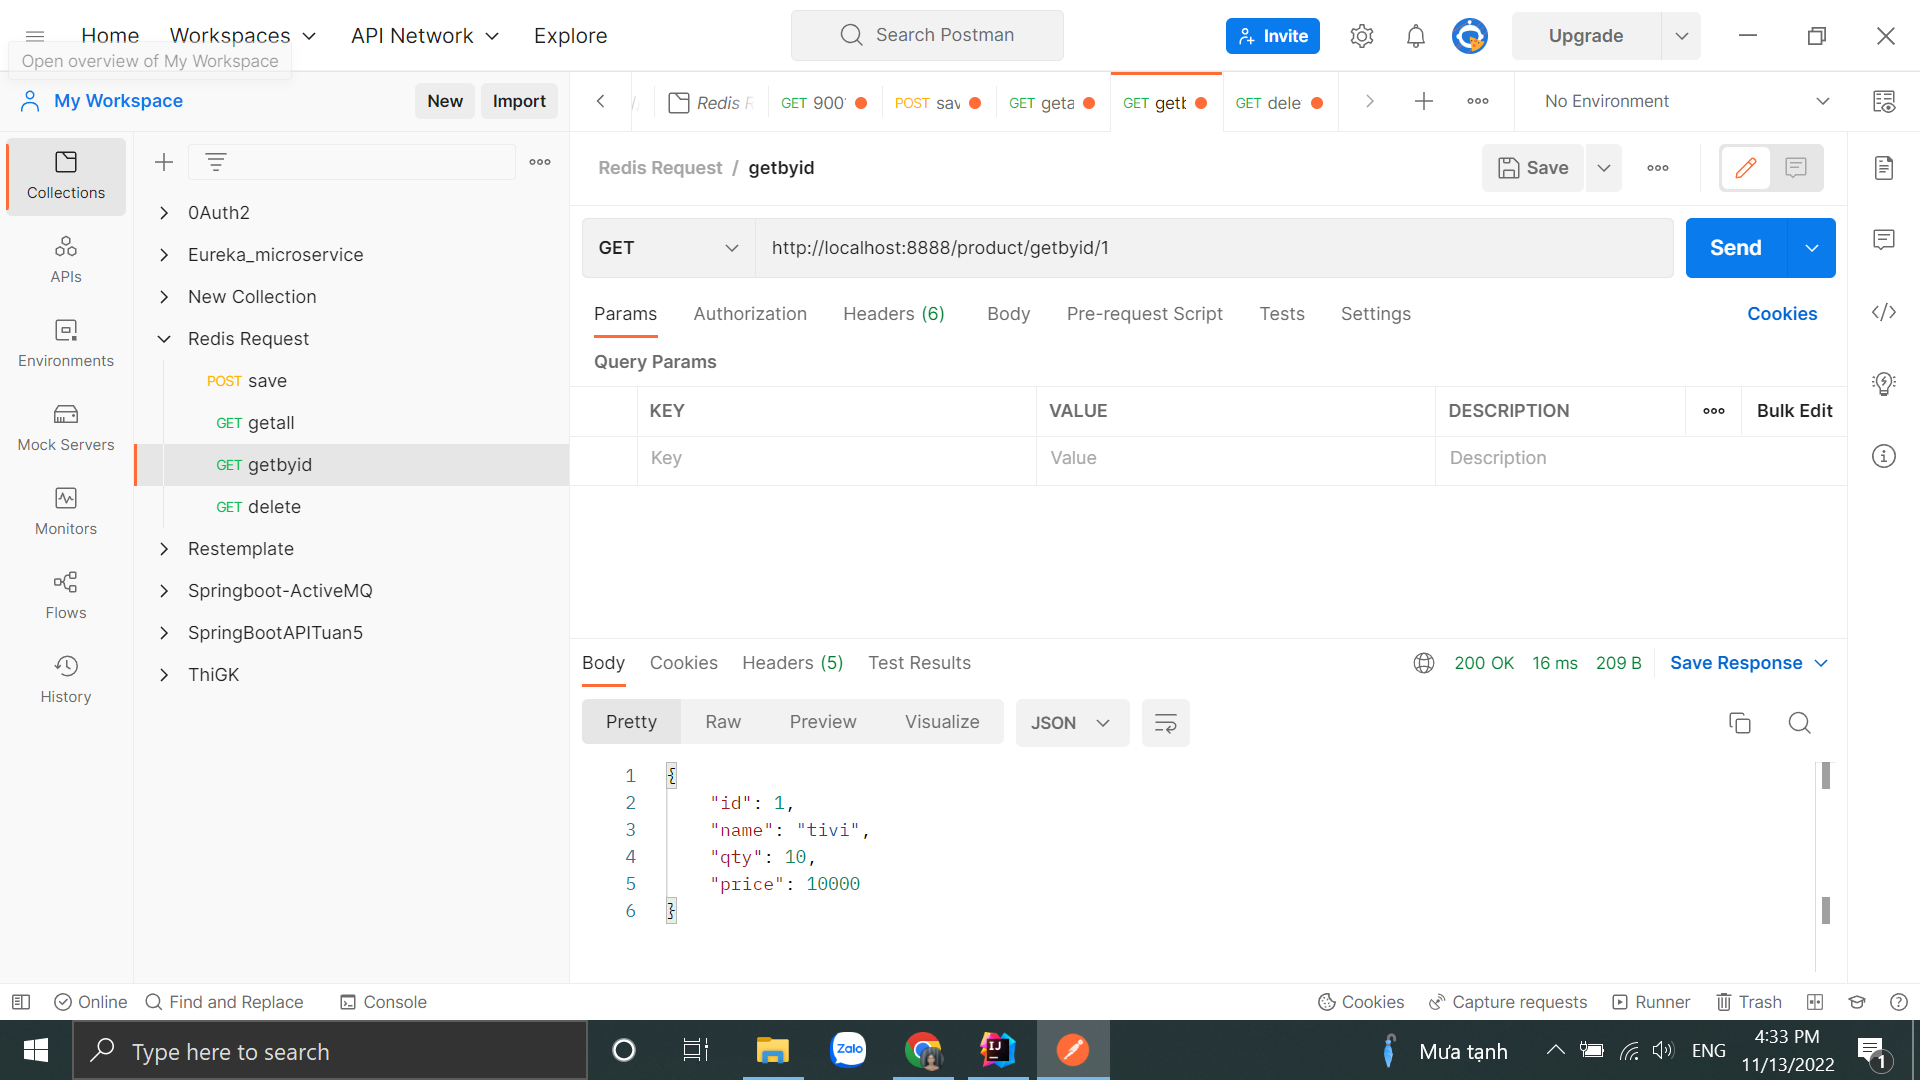 Home
Workspaces
API Network
Explore
Search Postman
Invite
Upgrade
Open overview of My Workspace
My Workspace
New
Import
Redis R
GET 900
POST sav
GET geta
GET getb
GET dele
No Environment
Collections
APIs
Environments
Mock Servers
Monitors
Flows
History
0Auth2
Eureka_microservice
New Collection
Redis Request
POST save
GET getall
GET getbyid
GET delete
Restemplate
Springboot-ActiveMQ
SpringBootAPITuan5
ThiGK
Redis Request / getbyid
Save
GET
http://localhost:8888/product/getbyid/1
Send
Params
Authorization
Headers (6)
Body
Pre-request Script
Tests
Settings
Cookies
Query Params
KEY
VALUE
DESCRIPTION
Bulk Edit
Key
Value
Description
Body
Cookies
Headers (5)
Test Results
200 OK
16 ms
209 B
Save Response
Pretty
Raw
Preview
Visualize
JSON
1 {
2 "id": 1,
3 "name": "tivi",
4 "qty": 10,
5 "price": 10000
6 }
Online
Find and Replace
Console
Cookies
Capture requests
Runner
Trash
Type here to search
Zalo
IJ
Mưa tạnh
ENG
4:33 PM
11/13/2022
1